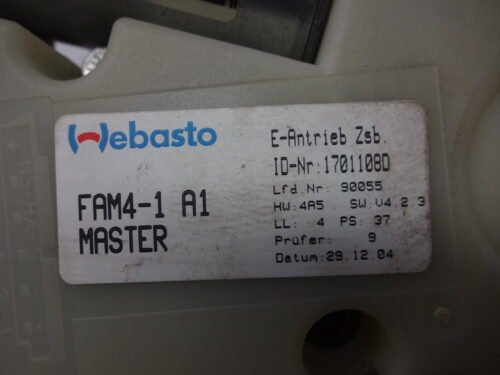 Webasto
FAM4-1 A1
MASTER
E-Antrieb Zsb.
ID-Nr:1701108D
Lfd.Nr: 90055
HW:4A5 SW:V4.2.3
LL: 4 PS: 37
Prüfer: 9
Datum:29.12.04